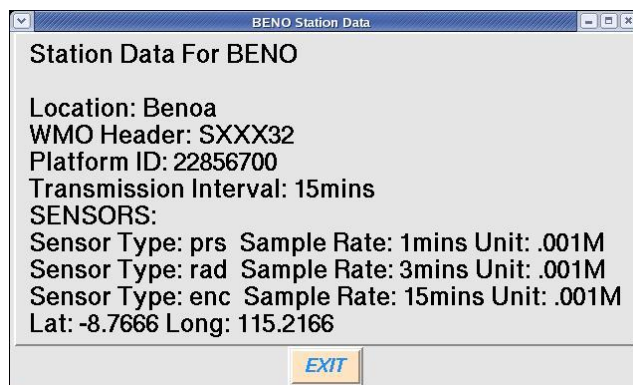 BENO Station Data
Station Data For BENO
Location: Benoa
WMO Header: SXXX32
Platform ID: 22856700
Transmission Interval: 15mins
SENSORS:
Sensor Type: prs Sample Rate: 1mins Unit: .001M
Sensor Type: rad Sample Rate: 3mins Unit: .001M
Sensor Type: enc Sample Rate: 15mins Unit: .001M
Lat: -8.7666 Long: 115.2166
EXIT